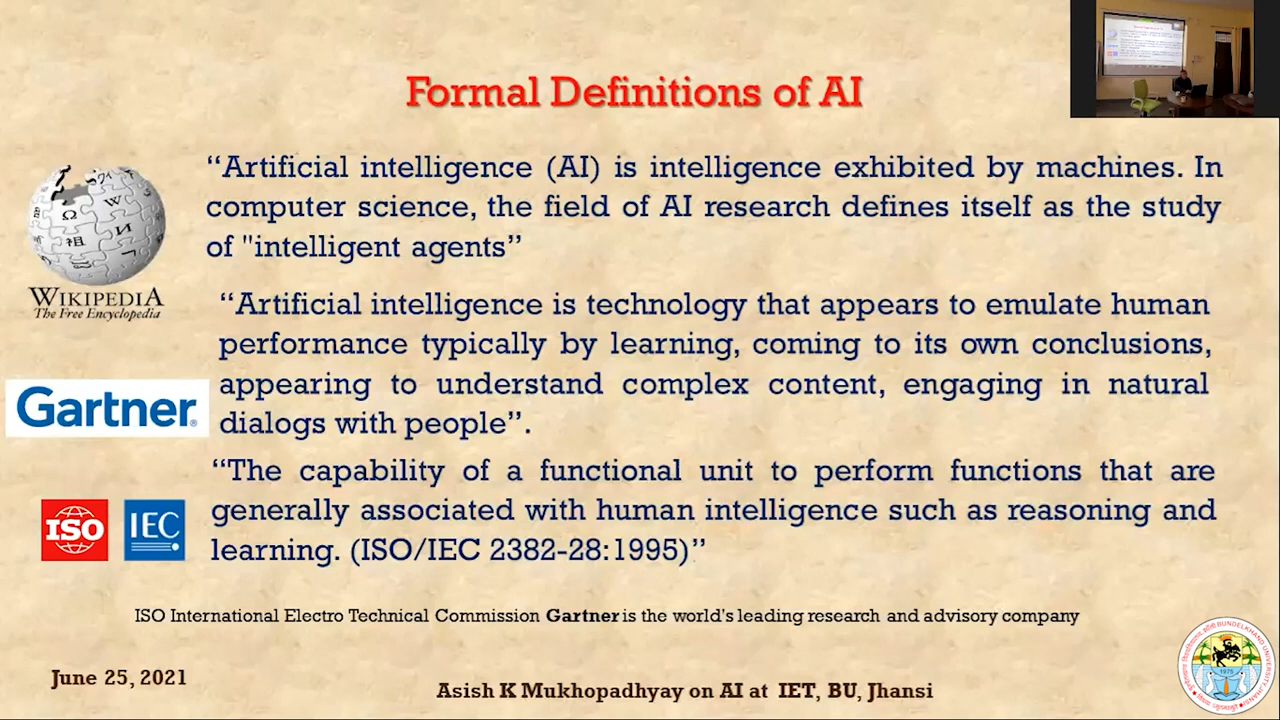 Formal Definitions of AI
“Artificial intelligence (AI) is intelligence exhibited by machines. In
computer science, the field of AI research defines itself as the study
of "intelligent agents”
WIKIPEDIA
The Free Encyclopedia
“Artificial intelligence is technology that appears to emulate human
performance typically by learning, coming to its own conclusions,
appearing to understand complex content, engaging in natural
dialogs with people”.
Gartner®
“The capability of a functional unit to perform functions that are
generally associated with human intelligence such as reasoning and
learning. (ISO/IEC 2382-28:1995)”
ISO IEC
ISO International Electro Technical Commission Gartner is the world's leading research and advisory company
June 25, 2021
Asish K Mukhopadhyay on AI at IET, BU, Jhansi
BUNDELKHAND UNIVERSITY, JHANSI